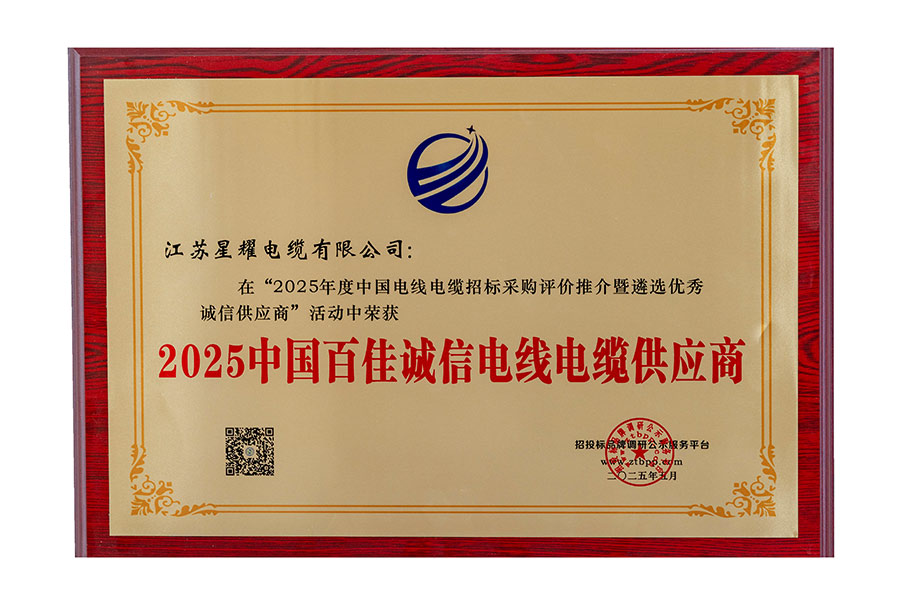 江苏星耀电缆有限公司：
在“2025年度中国电线电缆招标采购评价推介暨遴选优秀
诚信供应商”活动中荣获
2025中国百佳诚信电线电缆供应商
招投标品牌调研公示服务平台
www.ztbpp.com
二〇二五年五月